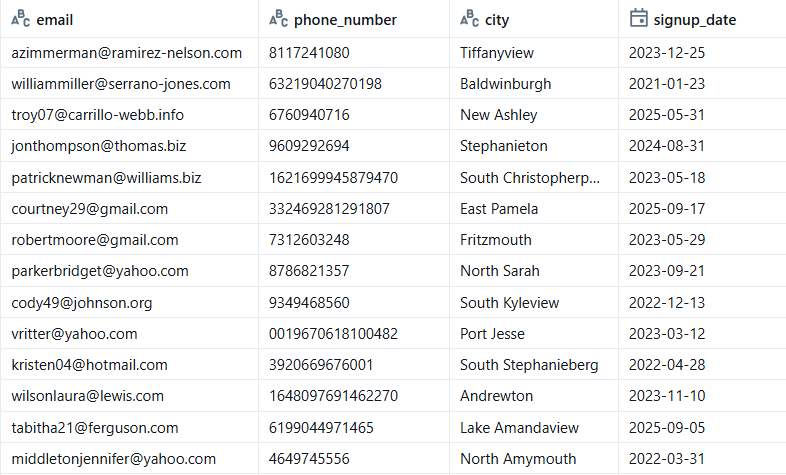 email phone_number city signup_date
azimmerman@ramirez-nelson.com 8117241080 Tiffanyview 2023-12-25
williammiller@serrano-jones.com 63219040270198 Baldwinburgh 2021-01-23
troy07@carrillo-webb.info 6760940716 New Ashley 2025-05-31
jonthompson@thomas.biz 9609292694 Stephanieton 2024-08-31
patricknewman@williams.biz 1621699945879470 South Christopherp... 2023-05-18
courtney29@gmail.com 332469281291807 East Pamela 2025-09-17
robertmoore@gmail.com 7312603248 Fritzmouth 2023-05-29
parkerbridget@yahoo.com 8786821357 North Sarah 2023-09-21
cody49@johnson.org 9349468560 South Kyleview 2022-12-13
vritter@yahoo.com 0019670618100482 Port Jesse 2023-03-12
kristen04@hotmail.com 3920669676001 South Stephanieberg 2022-04-28
wilsonlaura@lewis.com 1648097691462270 Andrewton 2023-11-10
tabitha21@ferguson.com 6199044971465 Lake Amandaview 2025-09-05
middletonjennifer@yahoo.com 4649745556 North Amymouth 2022-03-31